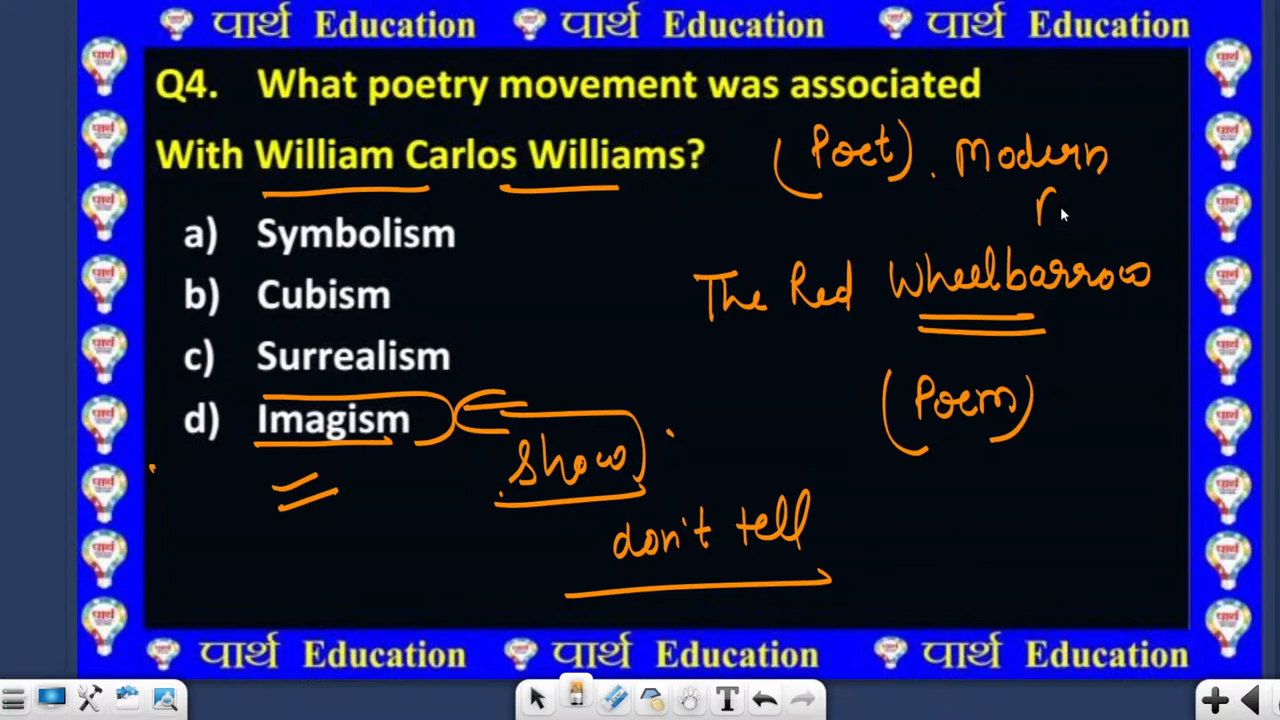 पार्थ Education पार्थ Education पार्थ Education
Q4. What poetry movement was associated
With William Carlos Williams?
(Poet). Modern
r
a) Symbolism
The Red Wheelbarrow
b) Cubism
c) Surrealism
(Poem)
d) Imagism
show
don't tell
पार्थ Education पार्थ Education पार्थ Education
T